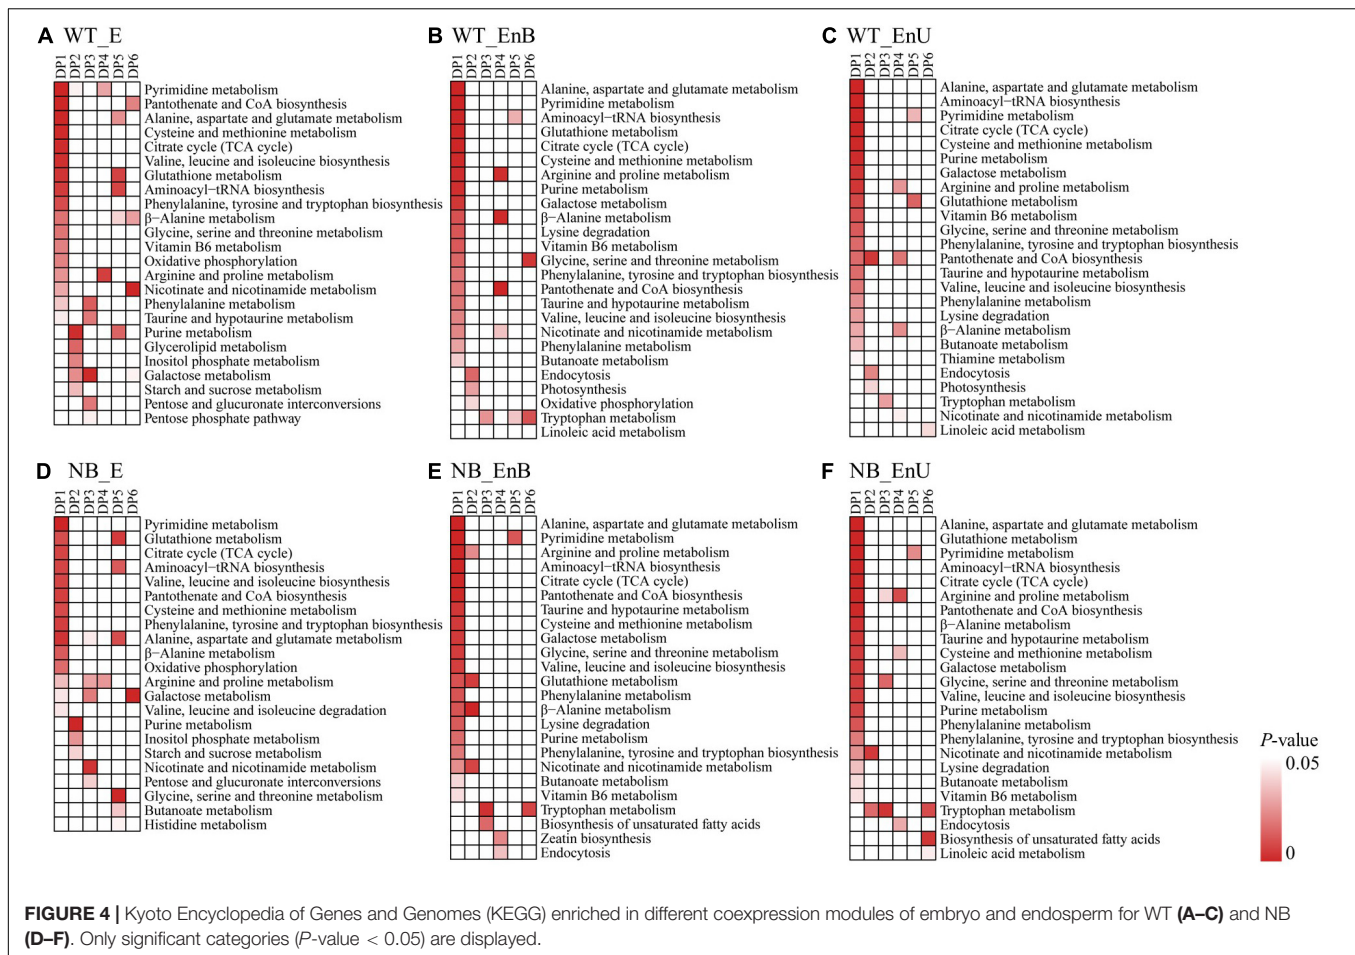 A WT_E
DP1 DP2 DP3 DP4 DP5 DP6
Pyrimidine metabolism
Pantothenate and CoA biosynthesis
Alanine, aspartate and glutamate metabolism
Cysteine and methionine metabolism
Citrate cycle (TCA cycle)
Valine, leucine and isoleucine biosynthesis
Glutathione metabolism
Aminoacyl−tRNA biosynthesis
Phenylalanine, tyrosine and tryptophan biosynthesis
β−Alanine metabolism
Glycine, serine and threonine metabolism
Vitamin B6 metabolism
Oxidative phosphorylation
Arginine and proline metabolism
Nicotinate and nicotinamide metabolism
Phenylalanine metabolism
Taurine and hypotaurine metabolism
Purine metabolism
Glycerolipid metabolism
Inositol phosphate metabolism
Galactose metabolism
Starch and sucrose metabolism
Pentose and glucuronate interconversions
Pentose phosphate pathway
B WT_EnB
DP1 DP2 DP3 DP4 DP5 DP6
Alanine, aspartate and glutamate metabolism
Pyrimidine metabolism
Aminoacyl−tRNA biosynthesis
Glutathione metabolism
Citrate cycle (TCA cycle)
Cysteine and methionine metabolism
Arginine and proline metabolism
Purine metabolism
Galactose metabolism
β−Alanine metabolism
Lysine degradation
Vitamin B6 metabolism
Glycine, serine and threonine metabolism
Phenylalanine, tyrosine and tryptophan biosynthesis
Pantothenate and CoA biosynthesis
Taurine and hypotaurine metabolism
Valine, leucine and isoleucine biosynthesis
Nicotinate and nicotinamide metabolism
Phenylalanine metabolism
Butanoate metabolism
Endocytosis
Photosynthesis
Oxidative phosphorylation
Tryptophan metabolism
Linoleic acid metabolism
C WT_EnU
DP1 DP2 DP3 DP4 DP5 DP6
Alanine, aspartate and glutamate metabolism
Aminoacyl−tRNA biosynthesis
Pyrimidine metabolism
Citrate cycle (TCA cycle)
Cysteine and methionine metabolism
Purine metabolism
Galactose metabolism
Arginine and proline metabolism
Glutathione metabolism
Vitamin B6 metabolism
Glycine, serine and threonine metabolism
Phenylalanine, tyrosine and tryptophan biosynthesis
Pantothenate and CoA biosynthesis
Taurine and hypotaurine metabolism
Valine, leucine and isoleucine biosynthesis
Phenylalanine metabolism
Lysine degradation
β−Alanine metabolism
Butanoate metabolism
Thiamine metabolism
Endocytosis
Photosynthesis
Tryptophan metabolism
Nicotinate and nicotinamide metabolism
Linoleic acid metabolism
D NB_E
DP1 DP2 DP3 DP4 DP5 DP6
Pyrimidine metabolism
Glutathione metabolism
Citrate cycle (TCA cycle)
Aminoacyl−tRNA biosynthesis
Valine, leucine and isoleucine biosynthesis
Pantothenate and CoA biosynthesis
Cysteine and methionine metabolism
Phenylalanine, tyrosine and tryptophan biosynthesis
Alanine, aspartate and glutamate metabolism
β−Alanine metabolism
Oxidative phosphorylation
Arginine and proline metabolism
Galactose metabolism
Valine, leucine and isoleucine degradation
Purine metabolism
Inositol phosphate metabolism
Starch and sucrose metabolism
Nicotinate and nicotinamide metabolism
Pentose and glucuronate interconversions
Glycine, serine and threonine metabolism
Butanoate metabolism
Histidine metabolism
E NB_EnB
DP1 DP2 DP3 DP4 DP5 DP6
Alanine, aspartate and glutamate metabolism
Pyrimidine metabolism
Arginine and proline metabolism
Aminoacyl−tRNA biosynthesis
Citrate cycle (TCA cycle)
Pantothenate and CoA biosynthesis
Taurine and hypotaurine metabolism
Cysteine and methionine metabolism
Galactose metabolism
Glycine, serine and threonine metabolism
Valine, leucine and isoleucine biosynthesis
Glutathione metabolism
Phenylalanine metabolism
β−Alanine metabolism
Lysine degradation
Purine metabolism
Phenylalanine, tyrosine and tryptophan biosynthesis
Nicotinate and nicotinamide metabolism
Butanoate metabolism
Vitamin B6 metabolism
Tryptophan metabolism
Biosynthesis of unsaturated fatty acids
Zeatin biosynthesis
Endocytosis
F NB_EnU
DP1 DP2 DP3 DP4 DP5 DP6
Alanine, aspartate and glutamate metabolism
Glutathione metabolism
Pyrimidine metabolism
Aminoacyl−tRNA biosynthesis
Citrate cycle (TCA cycle)
Arginine and proline metabolism
Pantothenate and CoA biosynthesis
β−Alanine metabolism
Taurine and hypotaurine metabolism
Cysteine and methionine metabolism
Galactose metabolism
Glycine, serine and threonine metabolism
Valine, leucine and isoleucine biosynthesis
Purine metabolism
Phenylalanine metabolism
Phenylalanine, tyrosine and tryptophan biosynthesis
Nicotinate and nicotinamide metabolism
Lysine degradation
Butanoate metabolism
Vitamin B6 metabolism
Tryptophan metabolism
Endocytosis
Biosynthesis of unsaturated fatty acids
Linoleic acid metabolism
P-value
0.05
0
FIGURE 4 | Kyoto Encyclopedia of Genes and Genomes (KEGG) enriched in different coexpression modules of embryo and endosperm for WT (A–C) and NB
(D–F). Only significant categories (P-value < 0.05) are displayed.